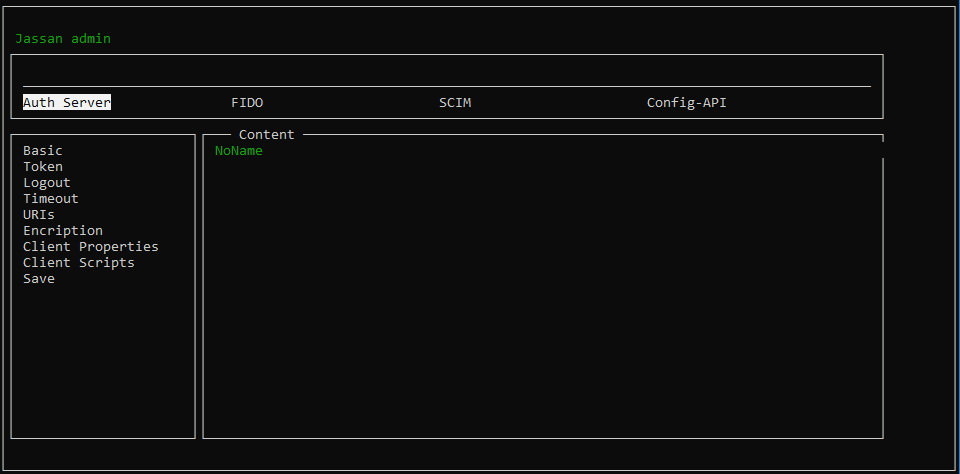 Jassan admin
Auth Server FIDO SCIM Config-API
Content
Basic NoName
Token
Logout
Timeout
URIs
Encription
Client Properties
Client Scripts
Save